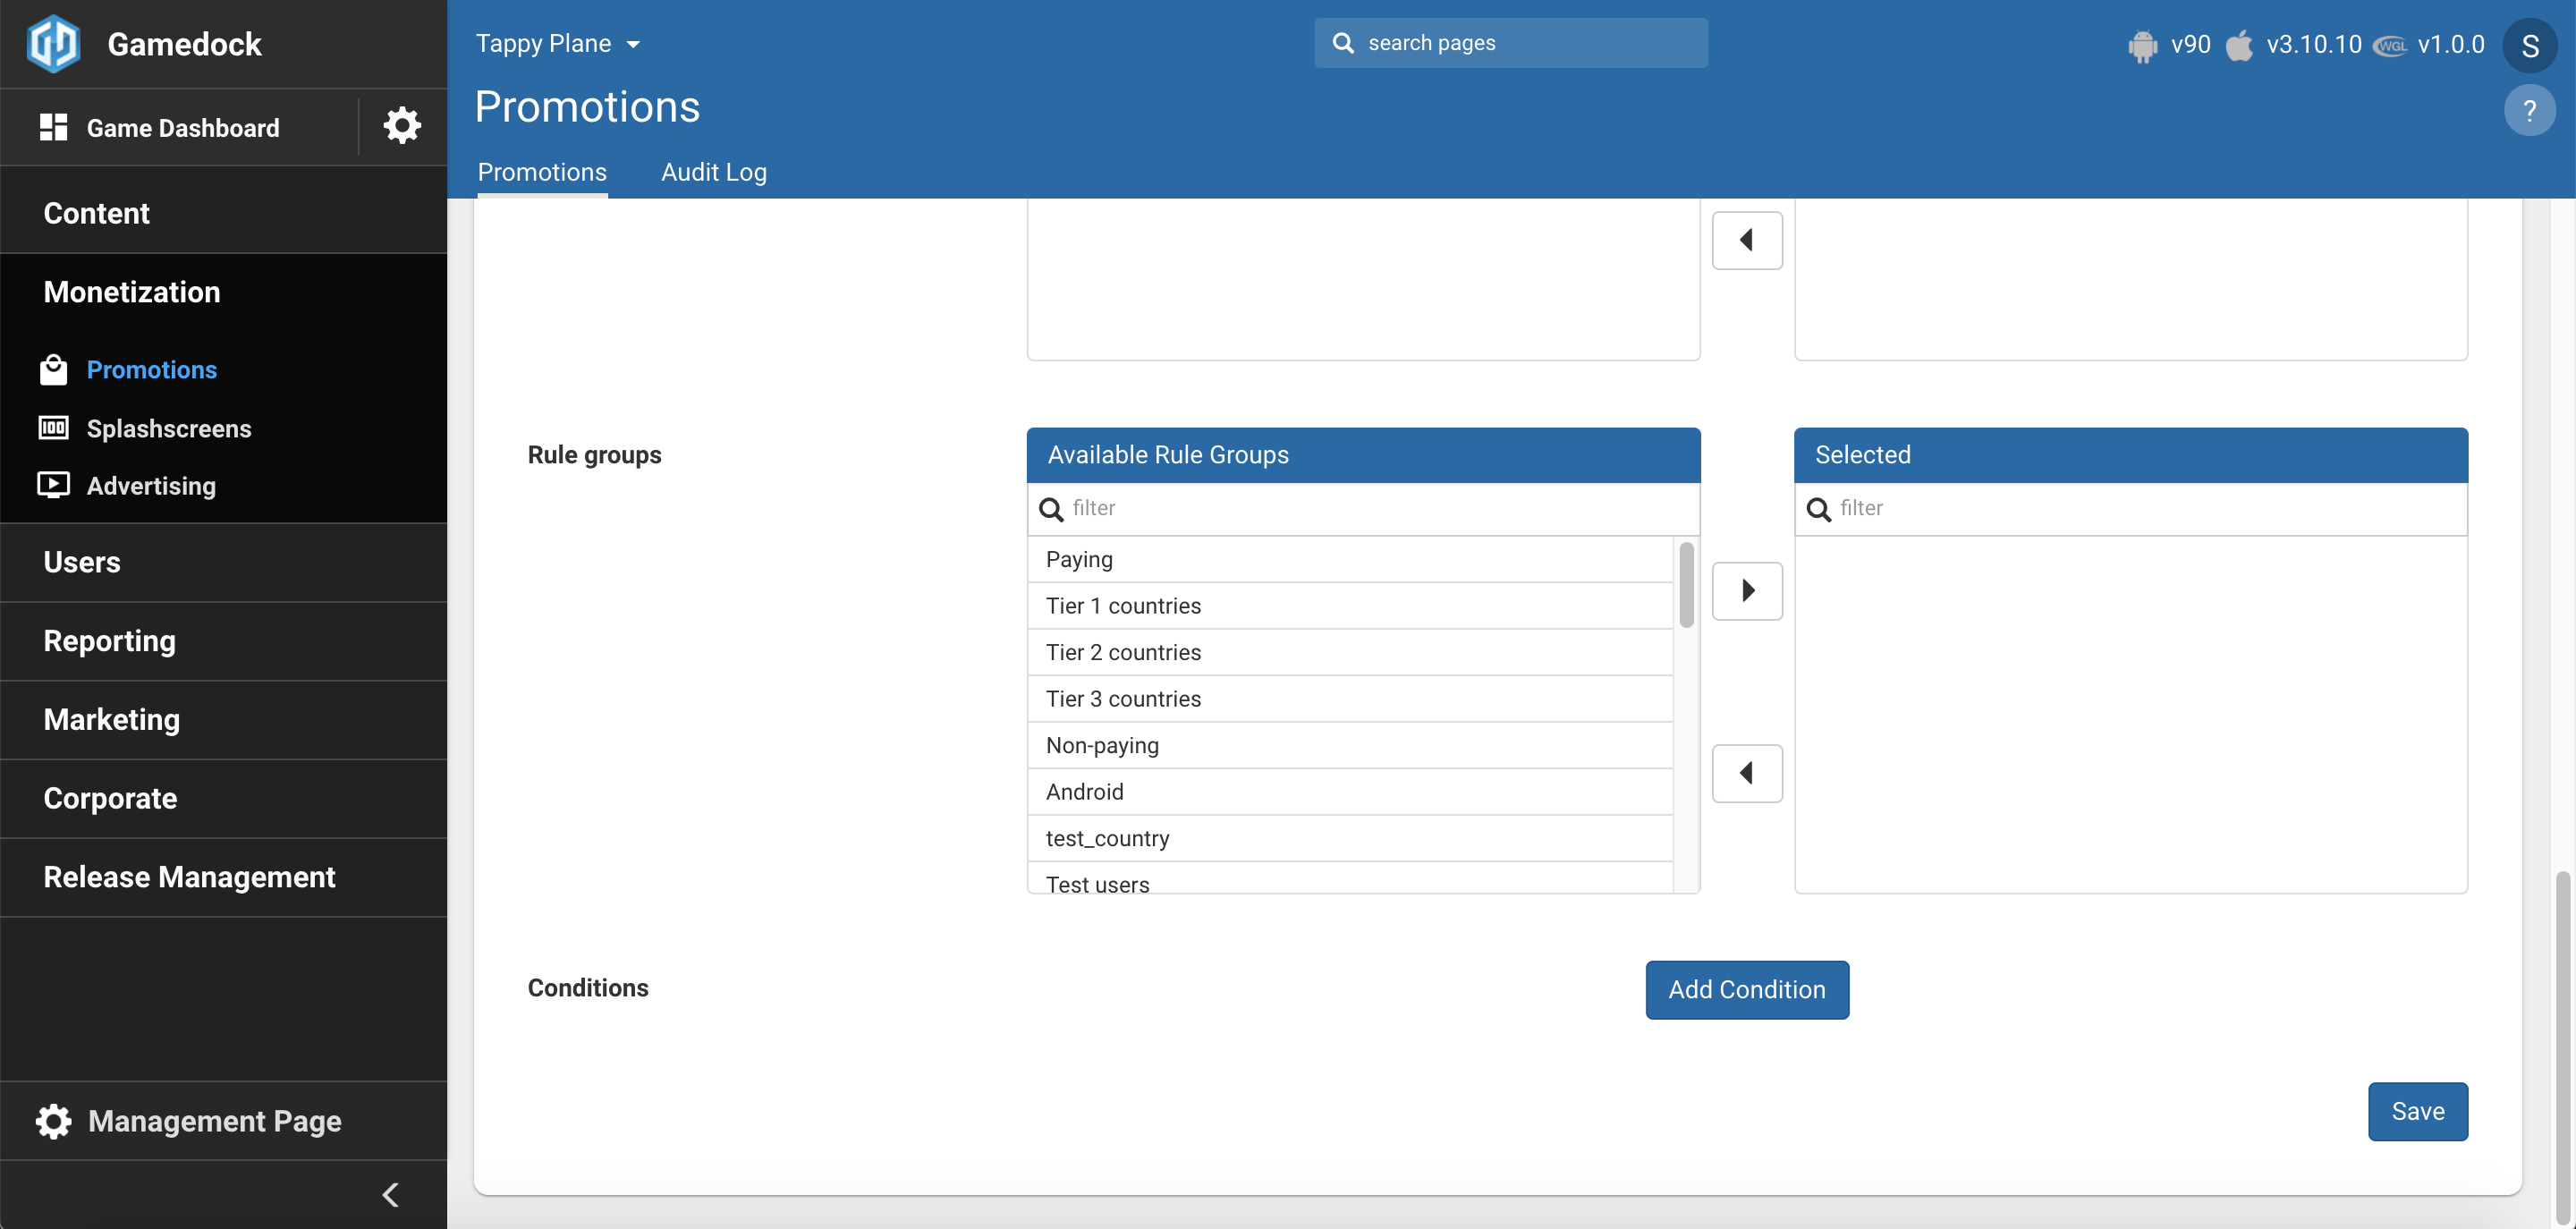 Gamedock
Tappy Plane
search pages
v90
v3.10.10
WGL
v1.0.0
S
Game Dashboard
Promotions
?
Promotions
Audit Log
Content
Monetization
Promotions
Splashscreens
100
Advertising
Users
Reporting
Marketing
Corporate
Release Management
Management Page
Rule groups
Available Rule Groups
filter
Paying
Tier 1 countries
Tier 2 countries
Tier 3 countries
Non-paying
Android
test_country
Test users
Selected
filter
Conditions
Add Condition
Save